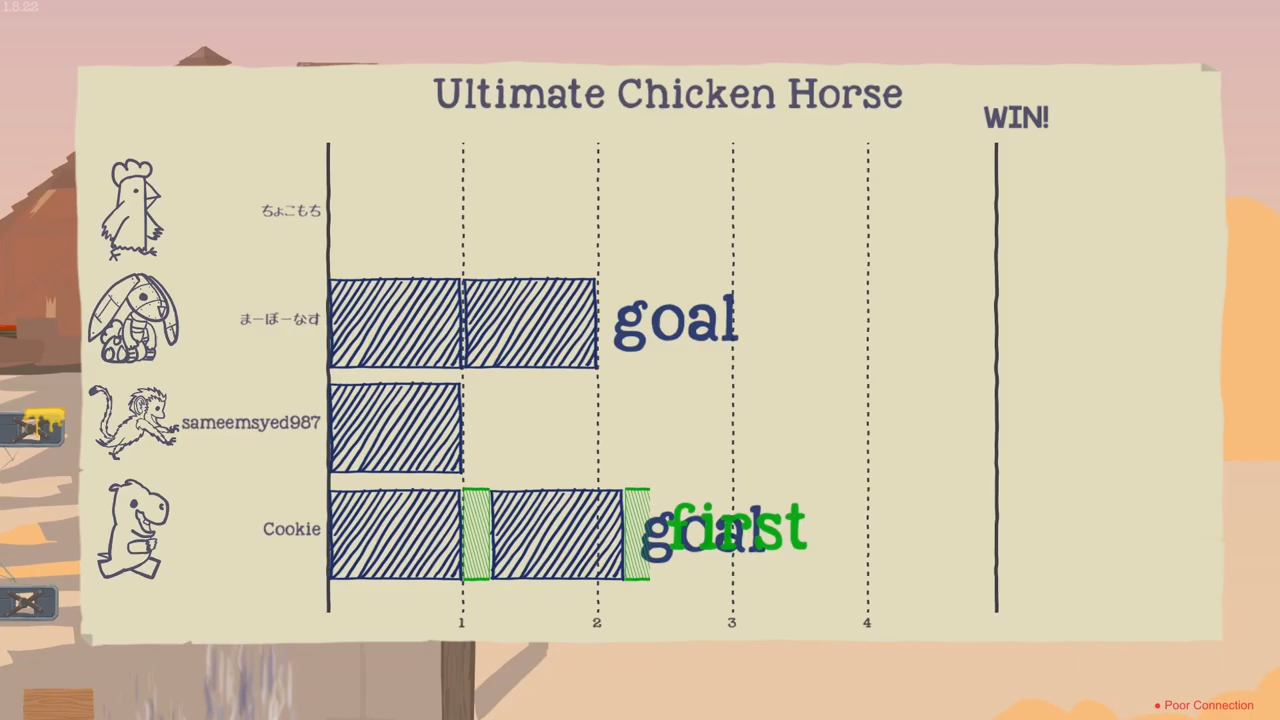 1.5.22
Ultimate Chicken Horse
WIN!
ちょこもち
まーぼーなす
goal
sameemsyed987
Cookie
goal
first
1 2 3 4
● Poor Connection